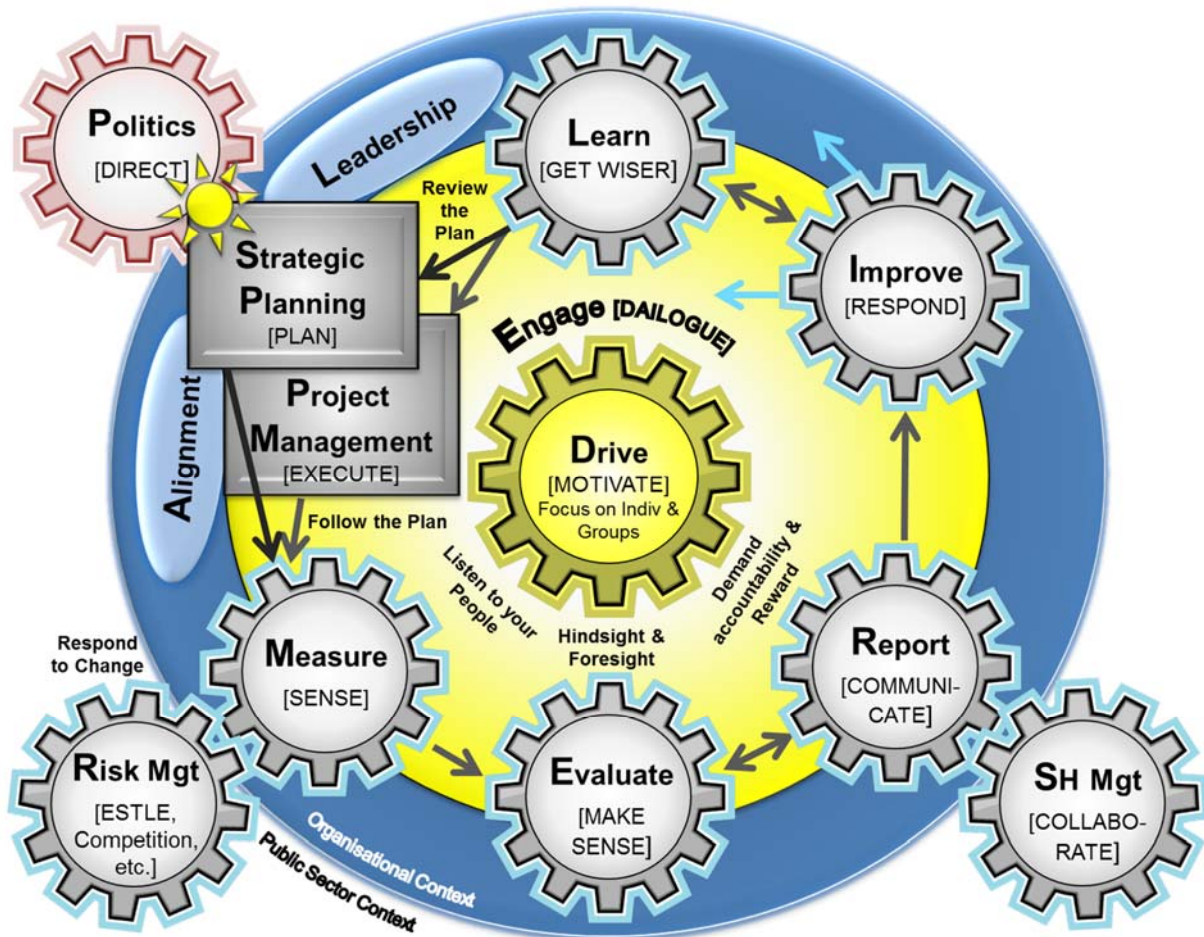 Politics
[DIRECT]
Leadership
Learn
[GET WISER]
Review
the
Plan
Strategic
Planning
[PLAN]
Improve
[RESPOND]
Engage [DAILOGUE]
Alignment
Project
Management
[EXECUTE]
Drive
[MOTIVATE]
Focus on Indiv &
Groups
Follow the Plan
Listen to your
People
Demand
accountability &
Reward
Hindsight &
Foresight
Respond
to Change
Measure
[SENSE]
Report
[COMMUNI-
CATE]
Risk Mgt
[ESTLE,
Competition,
etc.]
Evaluate
[MAKE
SENSE]
SH Mgt
[COLLABO-
RATE]
Organisational Context
Public Sector Context